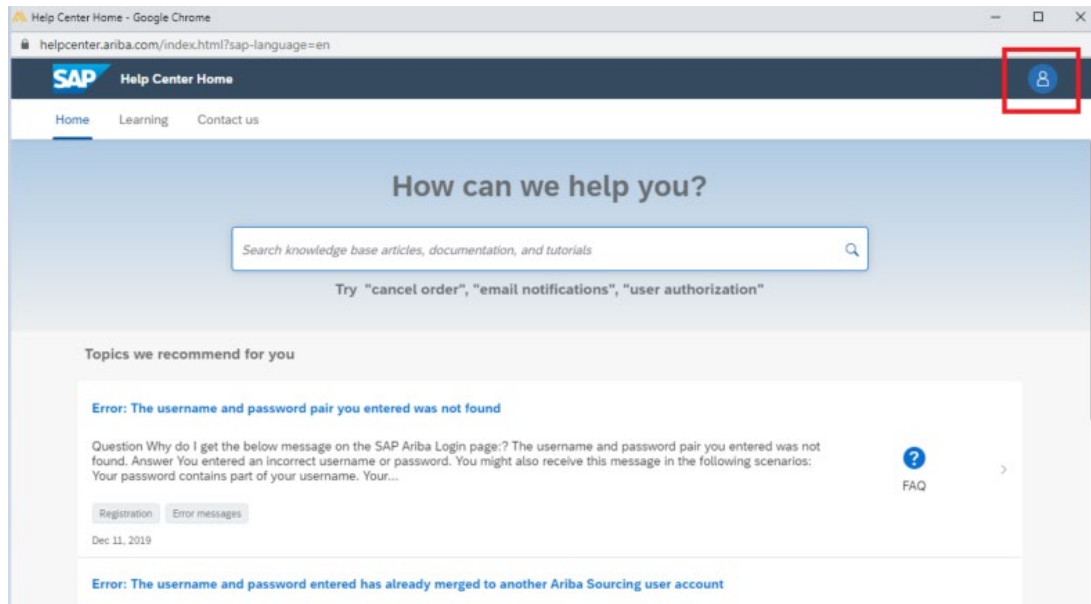 Help Center Home - Google Chrome
helpcenter.ariba.com/index.html?sap-language=en
SAP Help Center Home
Home Learning Contact us
How can we help you?
Search knowledge base articles, documentation, and tutorials
Try "cancel order", "email notifications", "user authorization"
Topics we recommend for you
Error: The username and password pair you entered was not found
Question Why do I get the below message on the SAP Ariba Login page:? The username and password pair you entered was not
found. Answer You entered an incorrect username or password. You might also receive this message in the following scenarios:
Your password contains part of your username. Your...
FAQ
Registration Error messages
Dec 11, 2019
Error: The username and password entered has already merged to another Ariba Sourcing user account